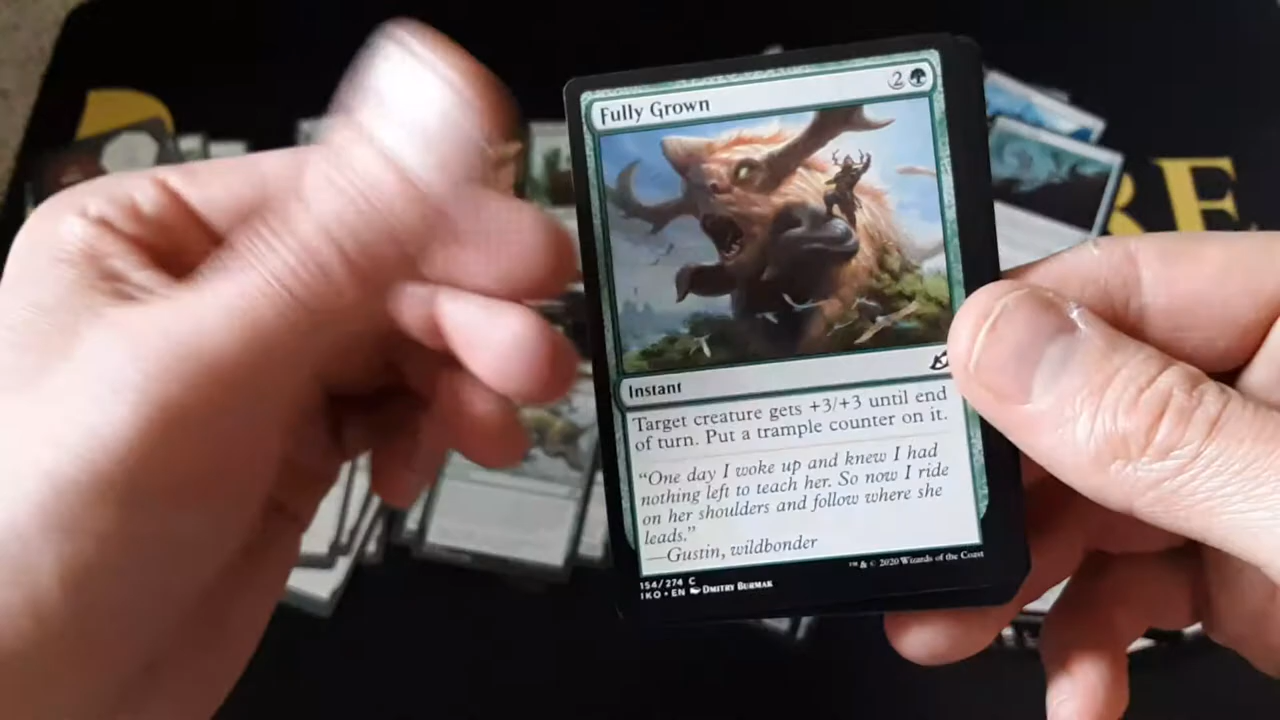 Fully Grown
2
Instant
Target creature gets +3/+3 until end
of turn. Put a trample counter on it.
“One day I woke up and knew I had
nothing left to teach her. So now I ride
on her shoulders and follow where she
leads.”
—Gustin, wildbonder
154/274 C
IKO • EN DMITRY BURMAK
™ & © 2020 Wizards of the Coast
RE